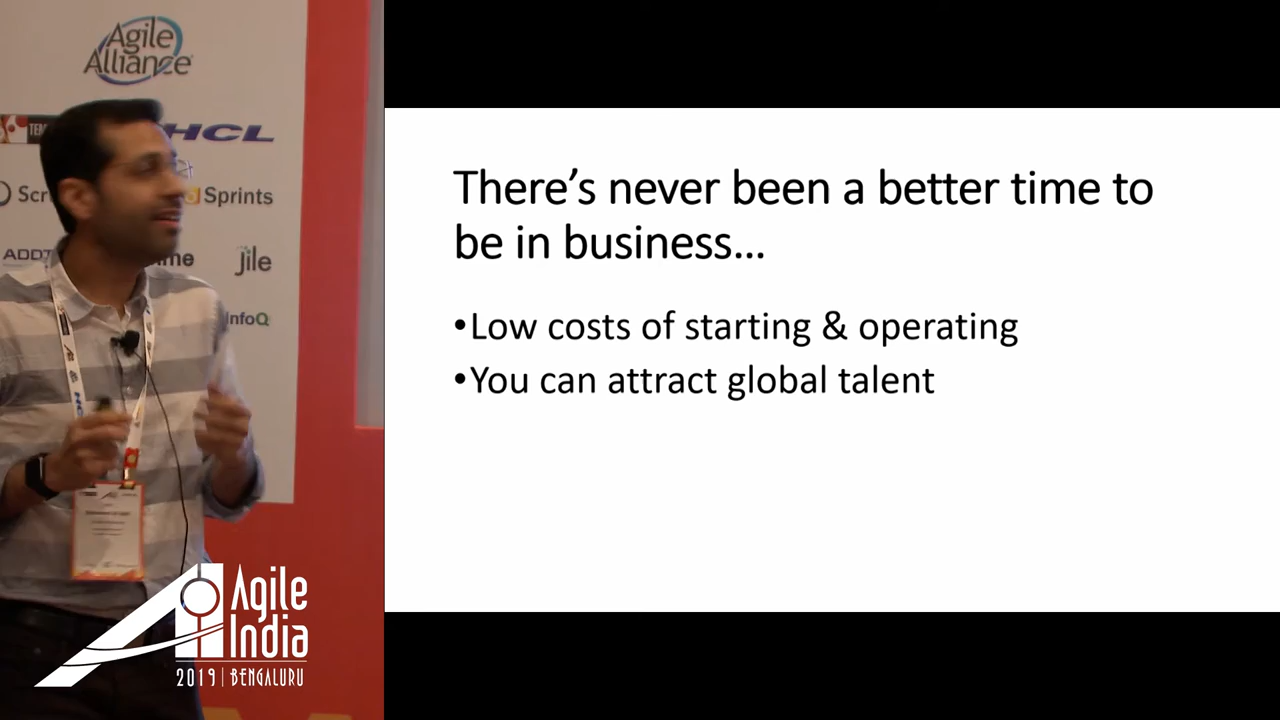 Agile
Alliance
HCL
Sprints
jile
InfoQ
Agile
India
2019 | BENGALURU
There's never been a better time to
be in business...
•Low costs of starting & operating
•You can attract global talent